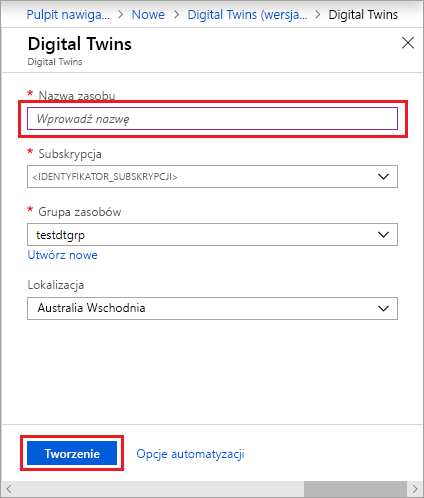 Pulpit nawiga... > Nowe > Digital Twins (wersja... > Digital Twins
Digital Twins
Digital Twins
* Nazwa zasobu
Wprowadź nazwę
* Subskrypcja
<IDENTYFIKATOR_SUBSKRYPCJI>
* Grupa zasobów
testdtgrp
Utwórz nowe
Lokalizacja
Australia Wschodnia
Tworzenie Opcje automatyzacji